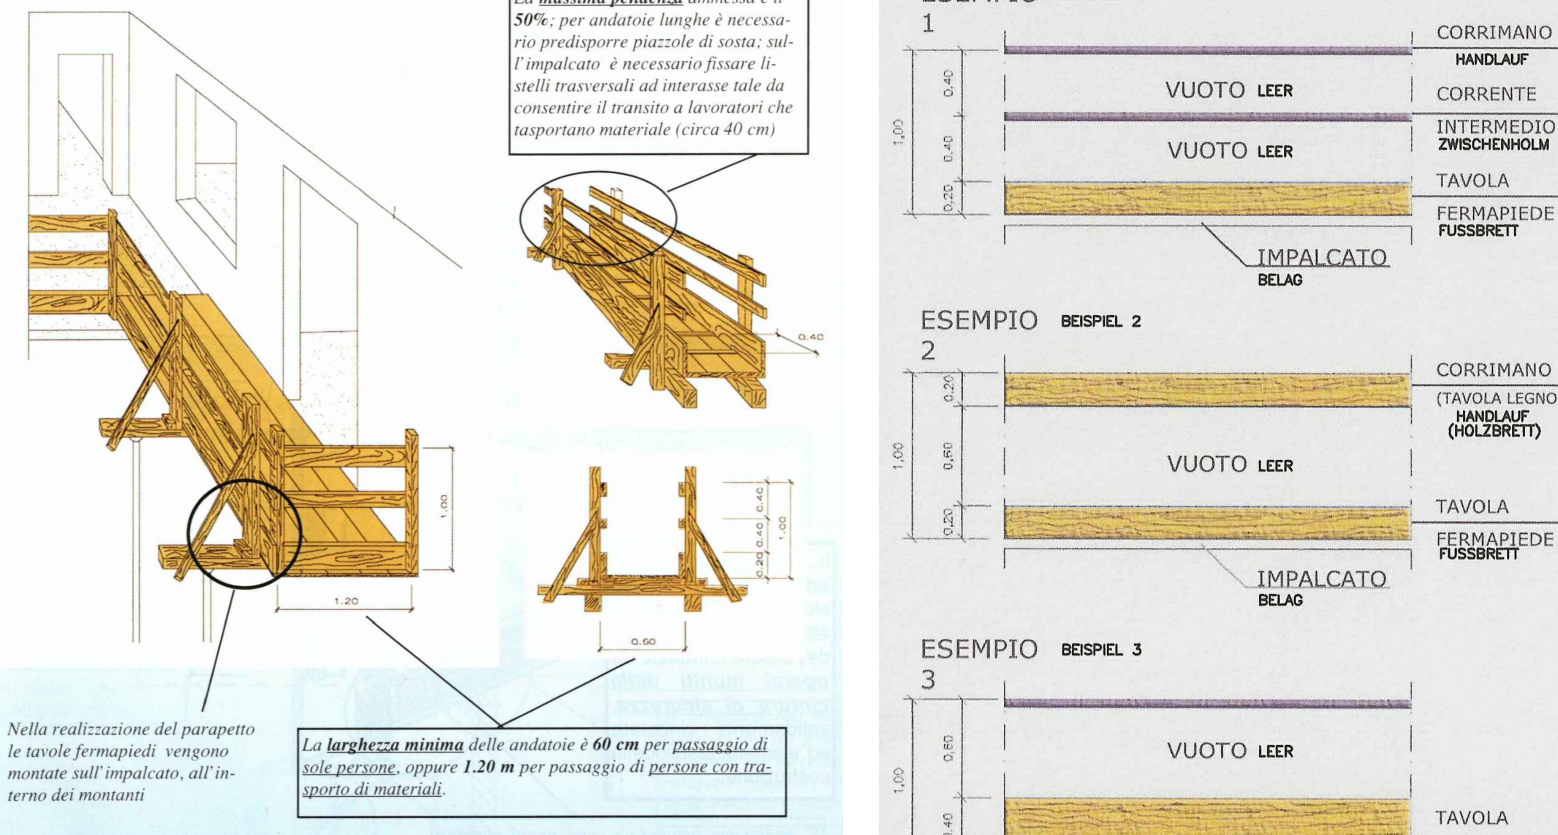 La massima pendenza ammessa è il
50%; per andatoie lunghe è necessa-
rio predisporre piazzole di sosta; sul-
l'impalcato è necessario fissare li-
stelli trasversali ad interasse tale da
consentire il transito a lavoratori che
tasportano materiale (circa 40 cm)
0.40
1.00
1.20
0.40
0.40
0.20
1.00
0.60
Nella realizzazione del parapetto
le tavole fermapiedi vengono
montate sull'impalcato, all'in-
terno dei montanti
La larghezza minima delle andatoie è 60 cm per passaggio di
sole persone, oppure 1.20 m per passaggio di persone con tra-
sporto di materiali.
ESEMPIO
1
CORRIMANO
HANDLAUF
VUOTO LEER
CORRENTE
INTERMEDIO
ZWISCHENHOLM
VUOTO LEER
TAVOLA
FERMAPIEDE
FUSSBRETT
IMPALCATO
BELAG
1,00
0,40
0,40
0,20
ESEMPIO BEISPIEL 2
2
CORRIMANO
(TAVOLA LEGNO
HANDLAUF
(HOLZBRETT)
VUOTO LEER
TAVOLA
FERMAPIEDE
FUSSBRETT
IMPALCATO
BELAG
1,00
0,20
0,60
0,20
ESEMPIO BEISPIEL 3
3
VUOTO LEER
TAVOLA
1,00
0,60
0,40